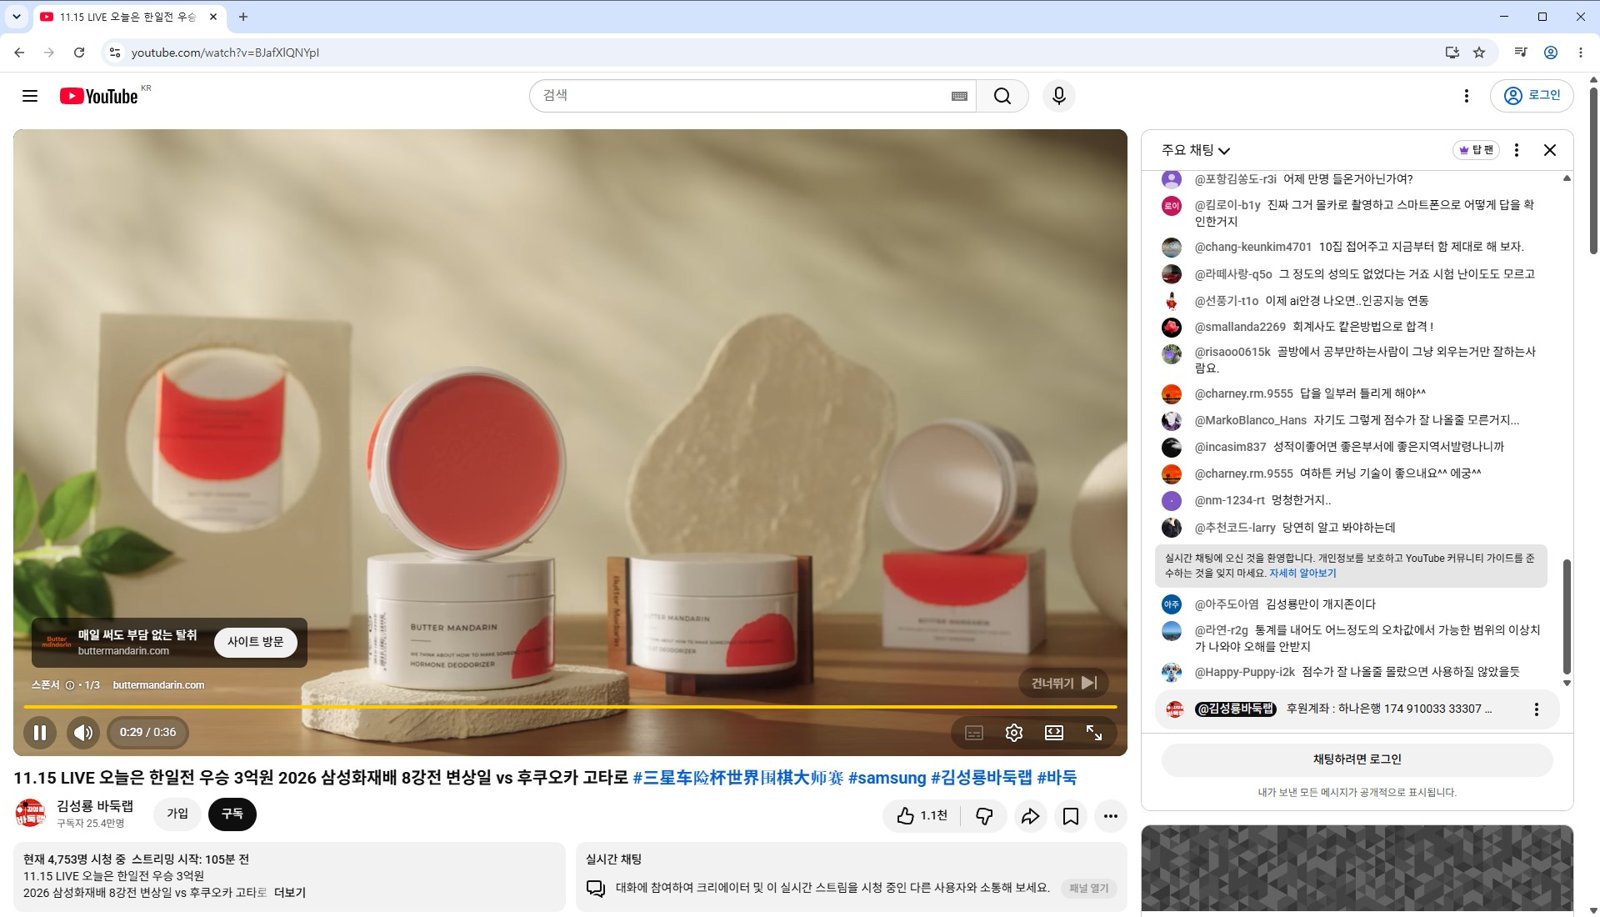 11.15 LIVE 오늘은 한일전 우승
youtube.com/watch?v=BJafXlQNYpI
YouTube KR
검색
로그인
BUTTER MANDARIN
BUTTER MANDARIN
HORMONE DEODORIZER
Butter Mandarin
BUTTER MANDARIN
Butter mandarin
매일 써도 부담 없는 탈취
buttermandarin.com
사이트 방문
스폰서 · 1/3 buttermandarin.com
건너뛰기
0:29 / 0:36
11.15 LIVE 오늘은 한일전 우승 3억원 2026 삼성화재배 8강전 변상일 vs 후쿠오카 고타로 #三星车险杯世界围棋大师赛 #samsung #김성룡바둑랩 #바둑
김성룡 바둑랩
구독자 25.4만명
가입
구독
1.1천
현재 4,753명 시청 중 스트리밍 시작: 105분 전
11.15 LIVE 오늘은 한일전 우승 3억원
2026 삼성화재배 8강전 변상일 vs 후쿠오카 고타로 더보기
실시간 채팅
대화에 참여하여 크리에이터 및 이 실시간 스트림을 시청 중인 다른 사용자와 소통해 보세요.
패널 열기
주요 채팅
탑 팬
@포항김쏭도-r3i 어제 만명 들온거아닌가여?
로이
@킴로이-b1y 진짜 그거 몰카로 촬영하고 스마트폰으로 어떻게 답을 확
인한거지
@chang-keunkim4701 10집 접어주고 지금부터 함 제대로 해 보자.
@라떼사랑-q5o 그 정도의 성의도 없었다는 거죠 시험 난이도도 모르고
@선풍기-t1o 이제 ai안경 나오면..인공지능 연동
@smallanda2269 회계사도 캍은방법으로 합격 !
@risaoo0615k 골방에서 공부만하는사람이 그냥 외우는거만 잘하는사
람요.
@charney.rm.9555 답을 일부러 틀리게 해야^^
@MarkoBlanco_Hans 자기도 그렇게 점수가 잘 나올줄 모른거지...
@incasim837 성적이좋어면 좋은부서에 좋은지역서발령나니까
@charney.rm.9555 여하튼 커닝 기술이 좋으내요^^ 에궁^^
@nm-1234-rt 멍청한거지..
@추천코드-larry 당연히 알고 봐야하는데
실시간 채팅에 오신 것을 환영합니다. 개인정보를 보호하고 YouTube 커뮤니티 가이드를 준
수하는 것을 잊지 마세요. 자세히 알아보기
아주
@아주도아염 김성룡만이 개지존이다
@라연-r2g 통계를 내어도 어느정도의 오차값에서 가능한 범위의 이상치
가 나와야 오해를 안받지
@Happy-Puppy-i2k 점수가 잘 나올줄 몰랐으면 사용하질 않았을듯
@김성룡바둑랩 후원계좌 : 하나은행 174 910033 33307 ...
채팅하려면 로그인
내가 보낸 모든 메시지가 공개적으로 표시됩니다.